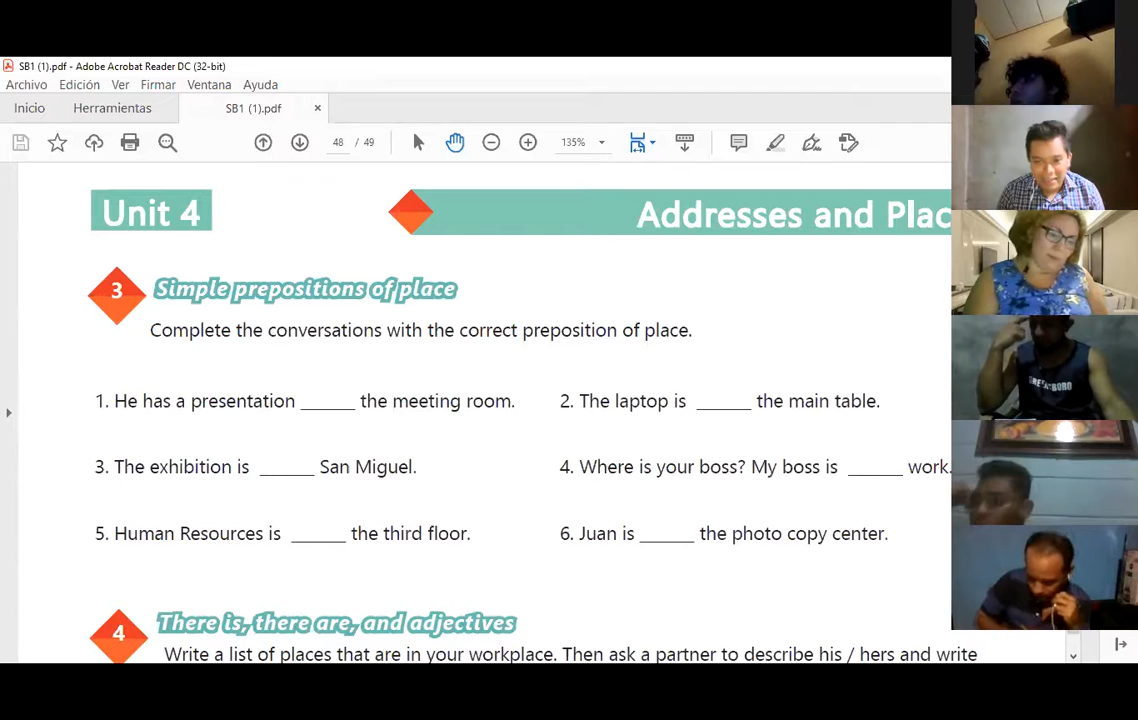 SB1 (1).pdf - Adobe Acrobat Reader DC (32-bit)
Archivo Edición Ver Firmar Ventana Ayuda
Inicio Herramientas SB1 (1).pdf ×
48 / 49 135%
Unit 4 Addresses and Plac
3 Simple prepositions of place
Complete the conversations with the correct preposition of place.
1. He has a presentation ______ the meeting room. 2. The laptop is ______ the main table.
3. The exhibition is ______ San Miguel. 4. Where is your boss? My boss is ______ work.
5. Human Resources is ______ the third floor. 6. Juan is ______ the photo copy center.
4 There is, there are, and adjectives
Write a list of places that are in your workplace. Then ask a partner to describe his / hers and write